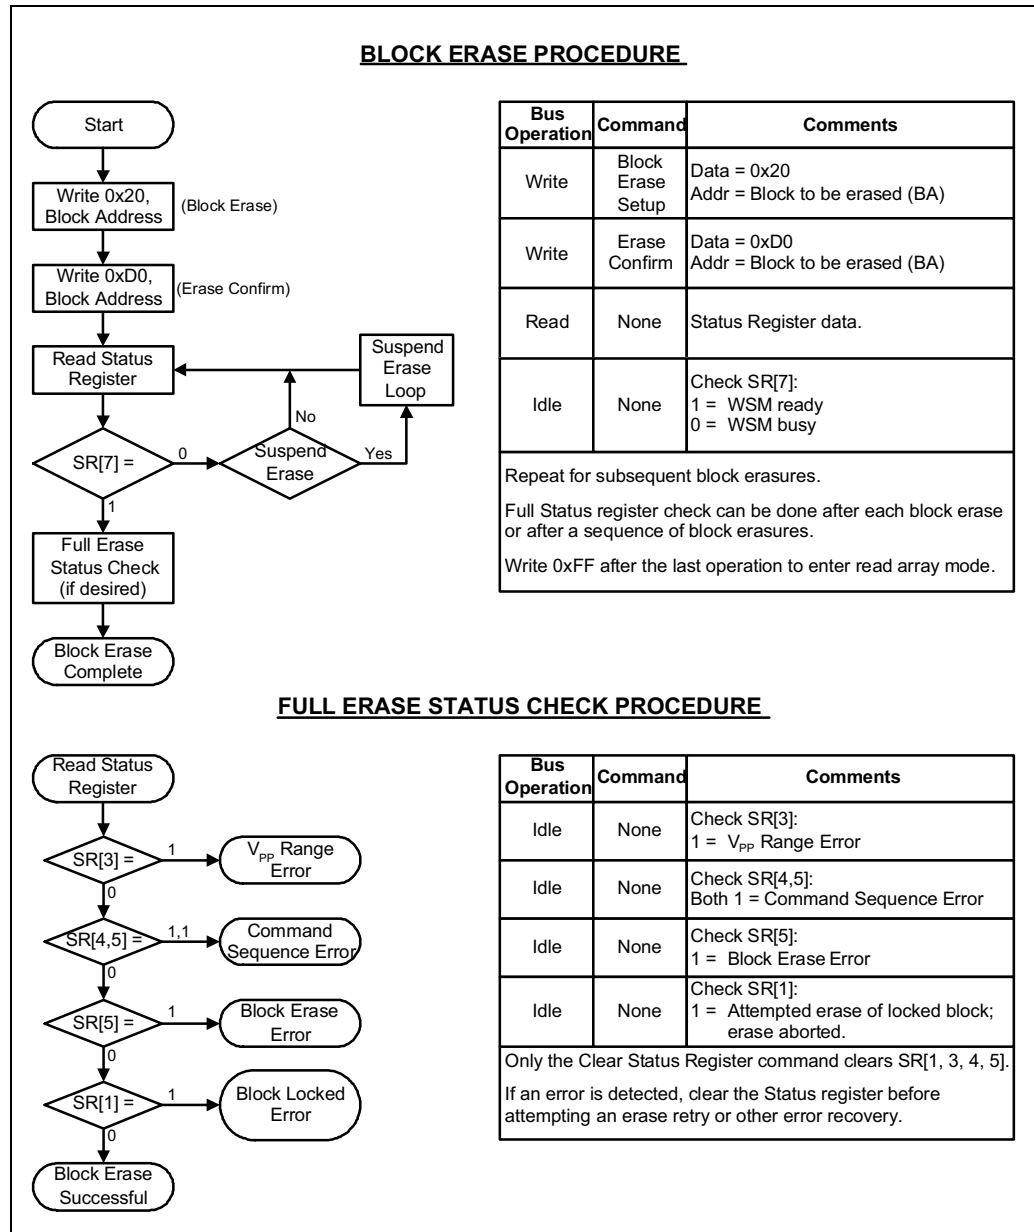 BLOCK ERASE PROCEDURE
Start
Write 0x20,
Block Address
(Block Erase)
Write 0xD0,
Block Address
(Erase Confirm)
Read Status
Register
Suspend
Erase
Loop
No
SR[7] =
0
Suspend
Erase
Yes
1
Full Erase
Status Check
(if desired)
Block Erase
Complete
Bus
Operation
Command
Comments
Write
Block
Erase
Setup
Data = 0x20
Addr = Block to be erased (BA)
Write
Erase
Confirm
Data = 0xD0
Addr = Block to be erased (BA)
Read
None
Status Register data.
Idle
None
Check SR[7]:
1 = WSM ready
0 = WSM busy
Repeat for subsequent block erasures.
Full Status register check can be done after each block erase
or after a sequence of block erasures.
Write 0xFF after the last operation to enter read array mode.
FULL ERASE STATUS CHECK PROCEDURE
Read Status
Register
SR[3] =
1
V_PP Range
Error
0
SR[4,5] =
1,1
Command
Sequence Error
0
SR[5] =
1
Block Erase
Error
0
SR[1] =
1
Block Locked
Error
0
Block Erase
Successful
Bus
Operation
Command
Comments
Idle
None
Check SR[3]:
1 = V_PP Range Error
Idle
None
Check SR[4,5]:
Both 1 = Command Sequence Error
Idle
None
Check SR[5]:
1 = Block Erase Error
Idle
None
Check SR[1]:
1 = Attempted erase of locked block;
erase aborted.
Only the Clear Status Register command clears SR[1, 3, 4, 5].
If an error is detected, clear the Status register before
attempting an erase retry or other error recovery.